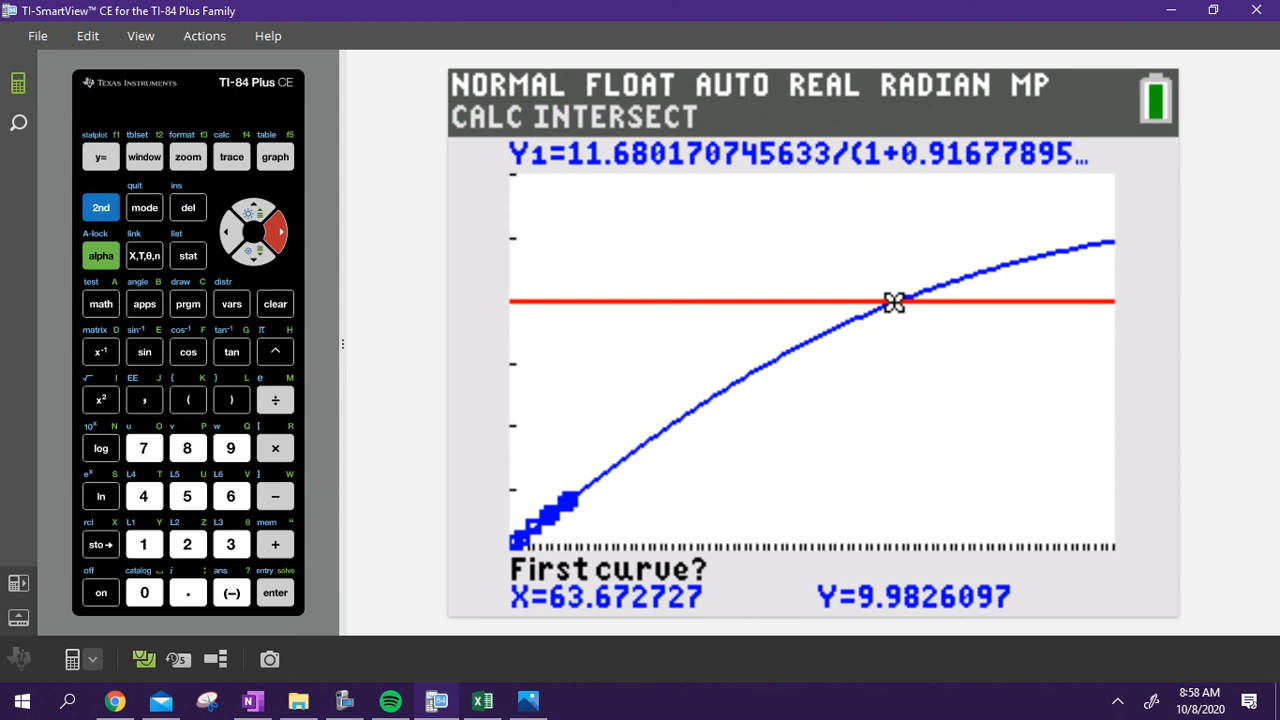 TI-SmartView™ CE for the TI-84 Plus Family
File Edit View Actions Help
TEXAS INSTRUMENTS TI-84 Plus CE
statplot f1 tblset f2 format f3 calc f4 table f5
y= window zoom trace graph
quit ins
2nd mode del
A-lock link list
alpha X,T,θ,n stat
test A angle B draw C distr
math apps prgm vars clear
matrix D sin⁻¹ E cos⁻¹ F tan⁻¹ G π H
x⁻¹ sin cos tan ^
√ I EE J { K } L e M
x² , ( ) ÷
10ˣ N u O v P w Q [ R
log 7 8 9 ×
eˣ S L4 T L5 U L6 V ] W
ln 4 5 6 −
rcl X L1 Y L2 Z L3 θ mem "
sto→ 1 2 3 +
off catalog i : ans ? entry solve
on 0 . (−) enter
NORMAL FLOAT AUTO REAL RADIAN MP
CALC INTERSECT
Y1=11.680170745633/(1+0.91677895…
First curve?
X=63.672727 Y=9.9826097
8:58 AM
10/8/2020